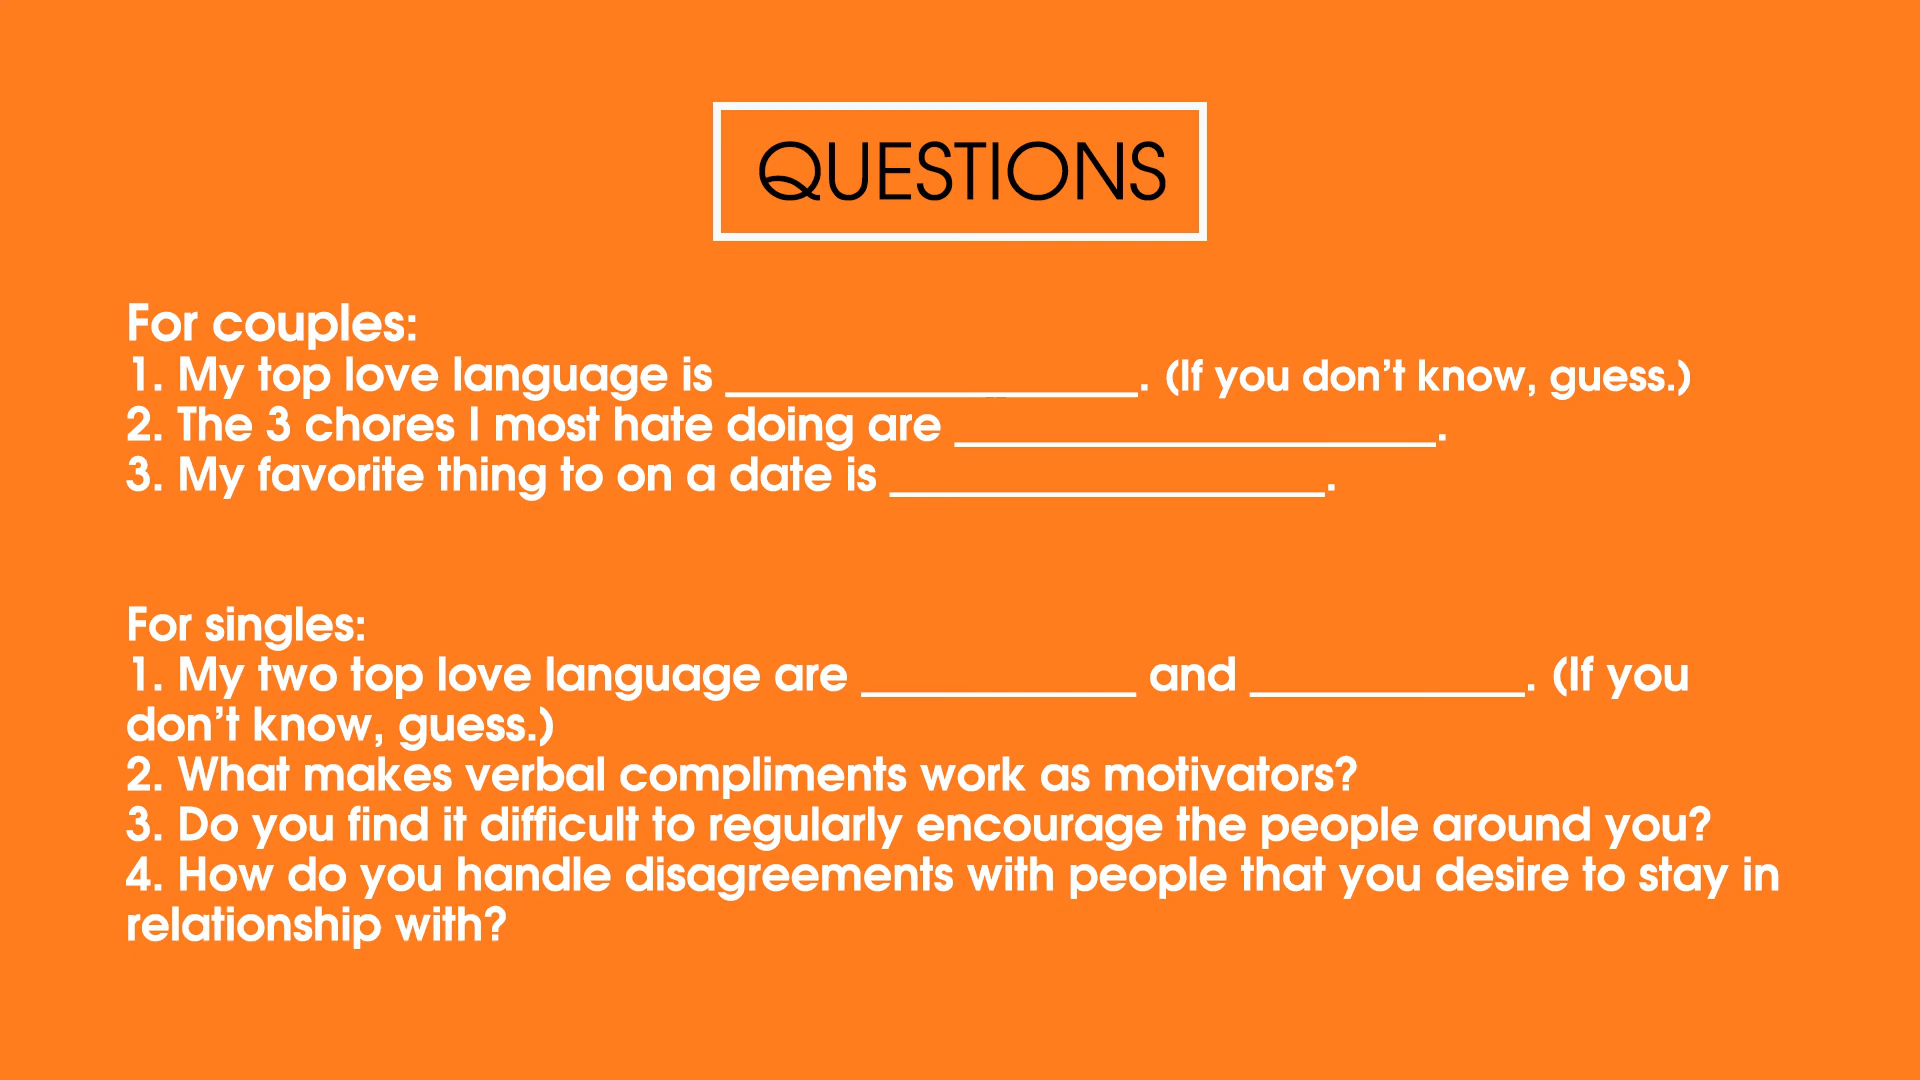 QUESTIONS
For couples:
1. My top love language is _________________. (If you don’t know, guess.)
2. The 3 chores I most hate doing are _____________________.
3. My favorite thing to on a date is ___________________.
For singles:
1. My two top love language are ____________ and ____________. (If you
don’t know, guess.)
2. What makes verbal compliments work as motivators?
3. Do you find it difficult to regularly encourage the people around you?
4. How do you handle disagreements with people that you desire to stay in
relationship with?